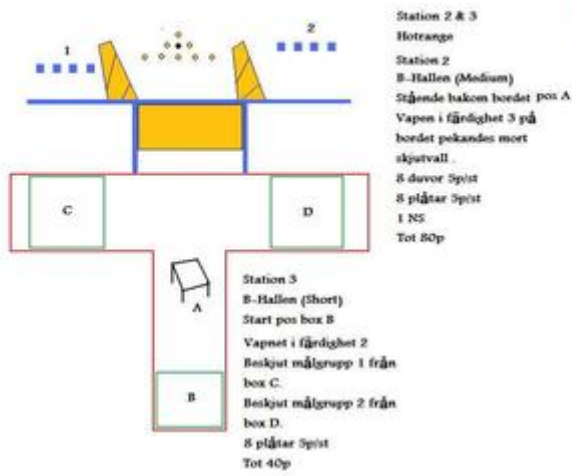 1
2
Station 2 & 3
Hotrange
Station 2
B-Hallen (Medium)
Stående bakom bordet pos A
Vapen i färdighet 3 på
bordet pekandes mort
skjutvall .
8 duvor 5p/st
8 plåtar 5p/st
1 NS
Tot 80p
C
D
A
B
Station 3
B-Hallen (Short)
Start pos box B
Vapnet i färdighet 2
Beskjut målgrupp 1 från
box C.
Beskjut målgrupp 2 från
box D.
8 plåtar 5p/st
Tot 40p